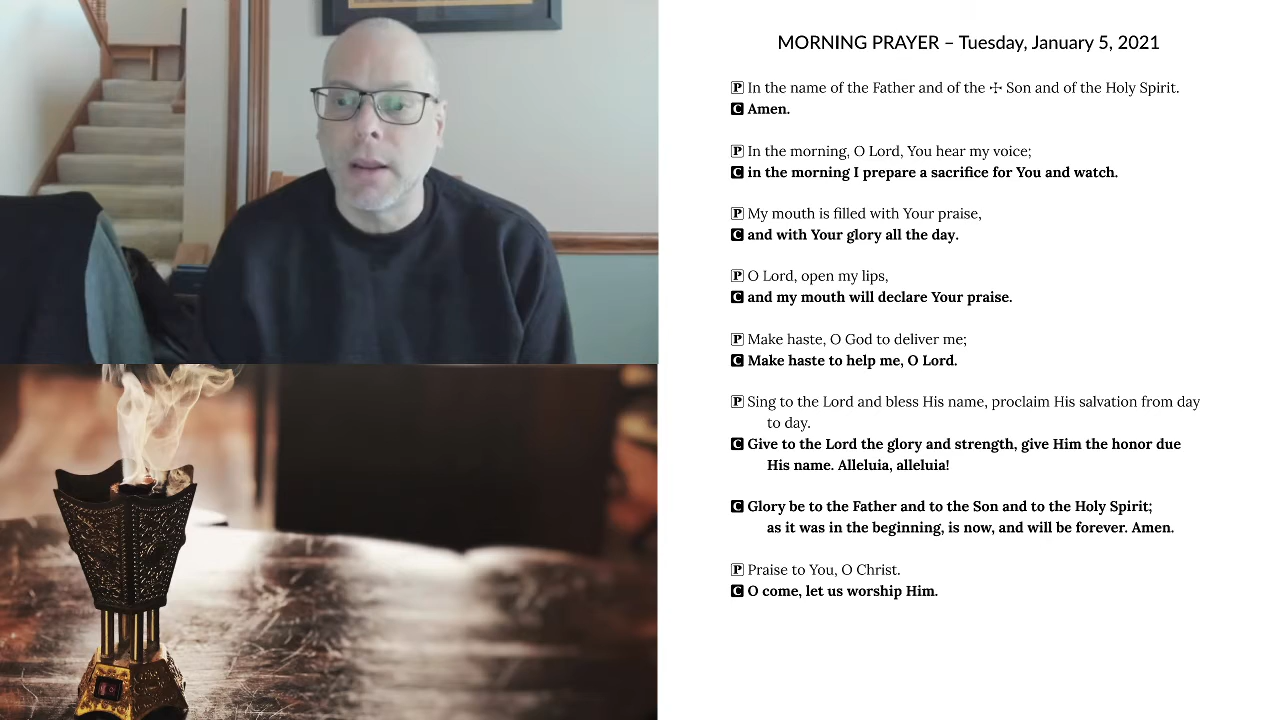 MORNING PRAYER – Tuesday, January 5, 2021
P In the name of the Father and of the ☩ Son and of the Holy Spirit.
C Amen.
P In the morning, O Lord, You hear my voice;
C in the morning I prepare a sacrifice for You and watch.
P My mouth is filled with Your praise,
C and with Your glory all the day.
P O Lord, open my lips,
C and my mouth will declare Your praise.
P Make haste, O God to deliver me;
C Make haste to help me, O Lord.
P Sing to the Lord and bless His name, proclaim His salvation from day
to day.
C Give to the Lord the glory and strength, give Him the honor due
His name. Alleluia, alleluia!
C Glory be to the Father and to the Son and to the Holy Spirit;
as it was in the beginning, is now, and will be forever. Amen.
P Praise to You, O Christ.
C O come, let us worship Him.